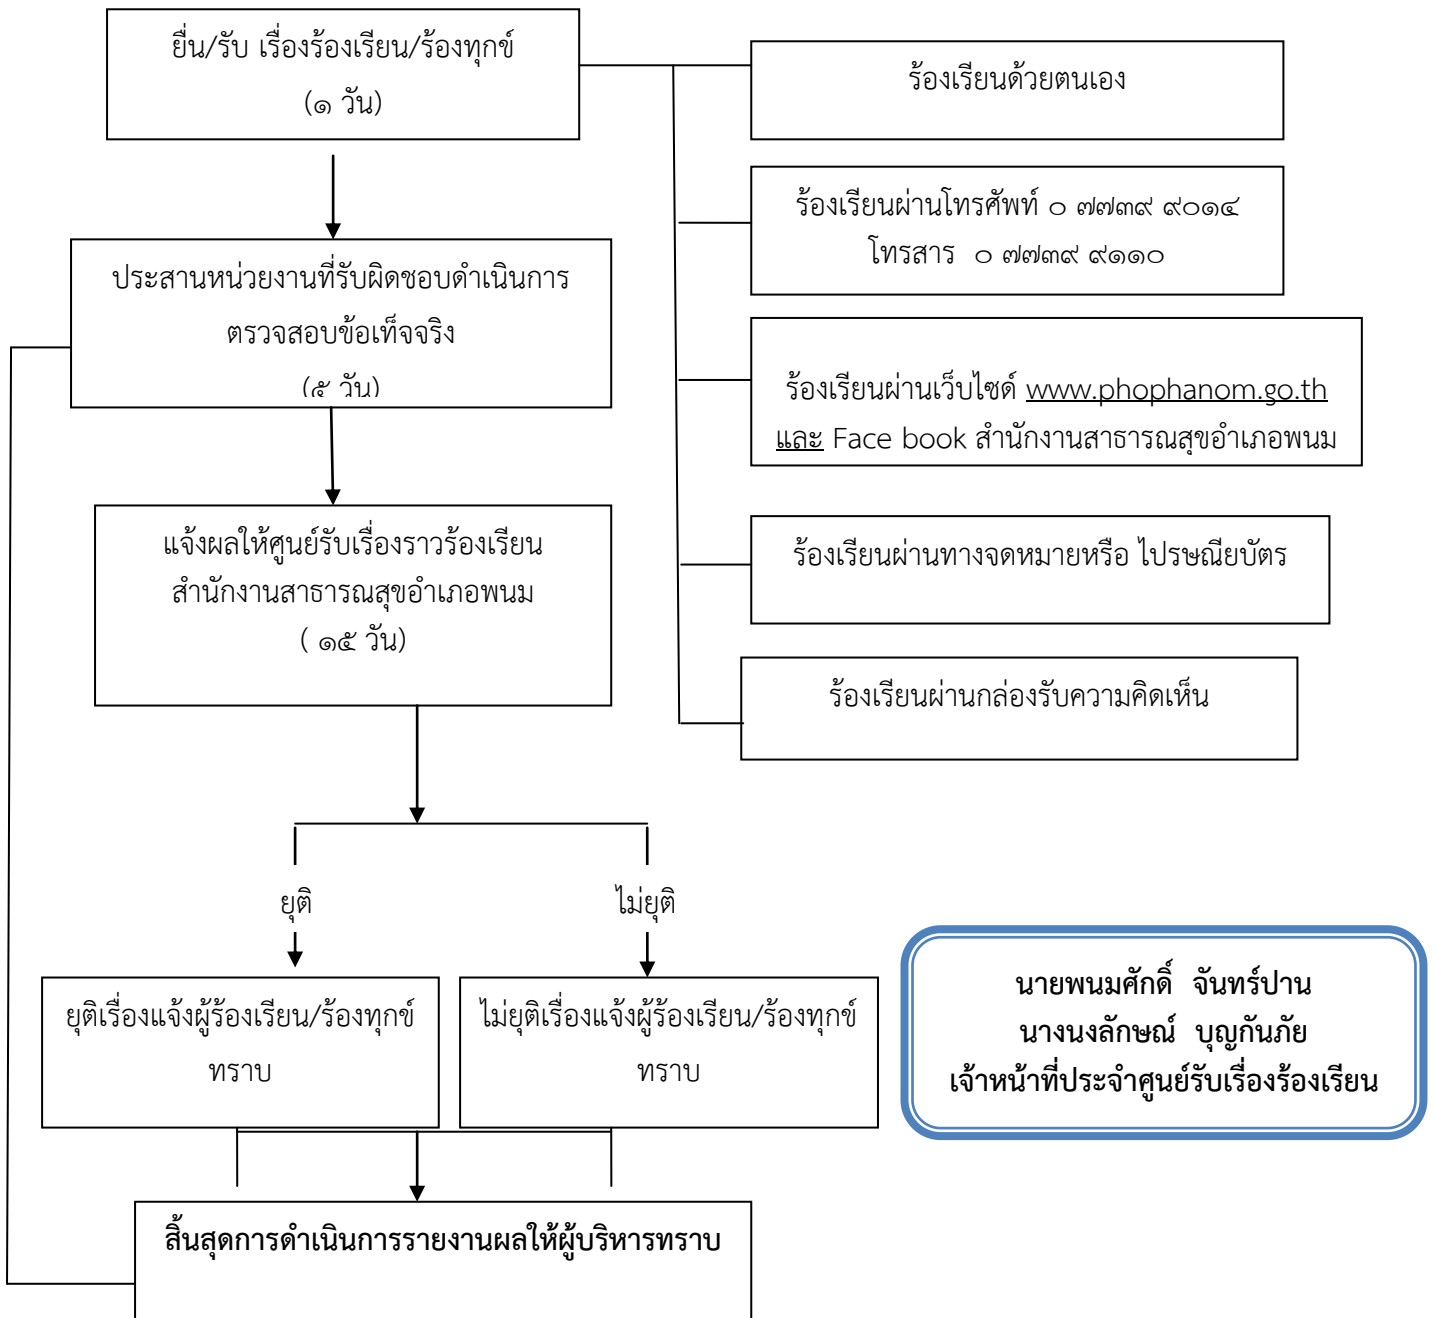 ยื่น/รับ เรื่องร้องเรียน/ร้องทุกข์
(๑ วัน)
ร้องเรียนด้วยตนเอง
ร้องเรียนผ่านโทรศัพท์ ๐ ๗๗๓๙ ๙๐๑๔
โทรสาร ๐ ๗๗๓๙ ๙๑๑๐
ประสานหน่วยงานที่รับผิดชอบดำเนินการ
ตรวจสอบข้อเท็จจริง
(๕ วัน)
ร้องเรียนผ่านเว็บไซด์ www.phophanom.go.th
และ Face book สำนักงานสาธารณสุขอำเภอพนม
แจ้งผลให้ศูนย์รับเรื่องราวร้องเรียน
สำนักงานสาธารณสุขอำเภอพนม
( ๑๕ วัน)
ร้องเรียนผ่านทางจดหมายหรือ ไปรษณียบัตร
ร้องเรียนผ่านกล่องรับความคิดเห็น
ยุติ
ไม่ยุติ
ยุติเรื่องแจ้งผู้ร้องเรียน/ร้องทุกข์
ทราบ
ไม่ยุติเรื่องแจ้งผู้ร้องเรียน/ร้องทุกข์
ทราบ
นายพนมศักดิ์ จันทร์ปาน
นางนงลักษณ์ บุญกันภัย
เจ้าหน้าที่ประจำศูนย์รับเรื่องร้องเรียน
สิ้นสุดการดำเนินการรายงานผลให้ผู้บริหารทราบ